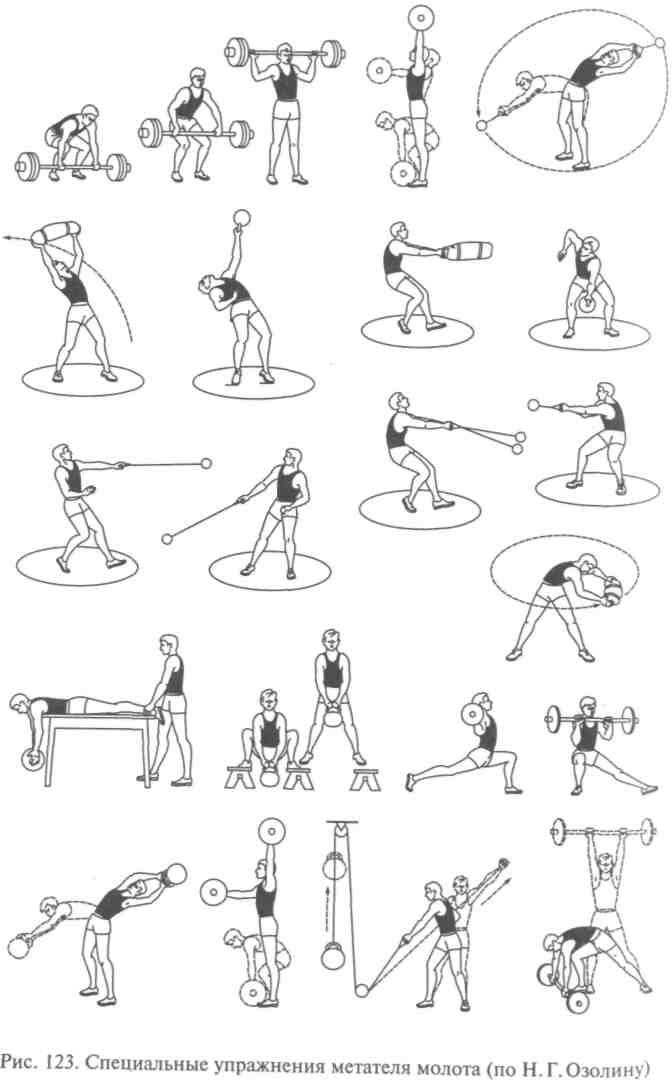 Рис. 123. Специальные упражнения метателя молота (по Н. Г. Озолину)